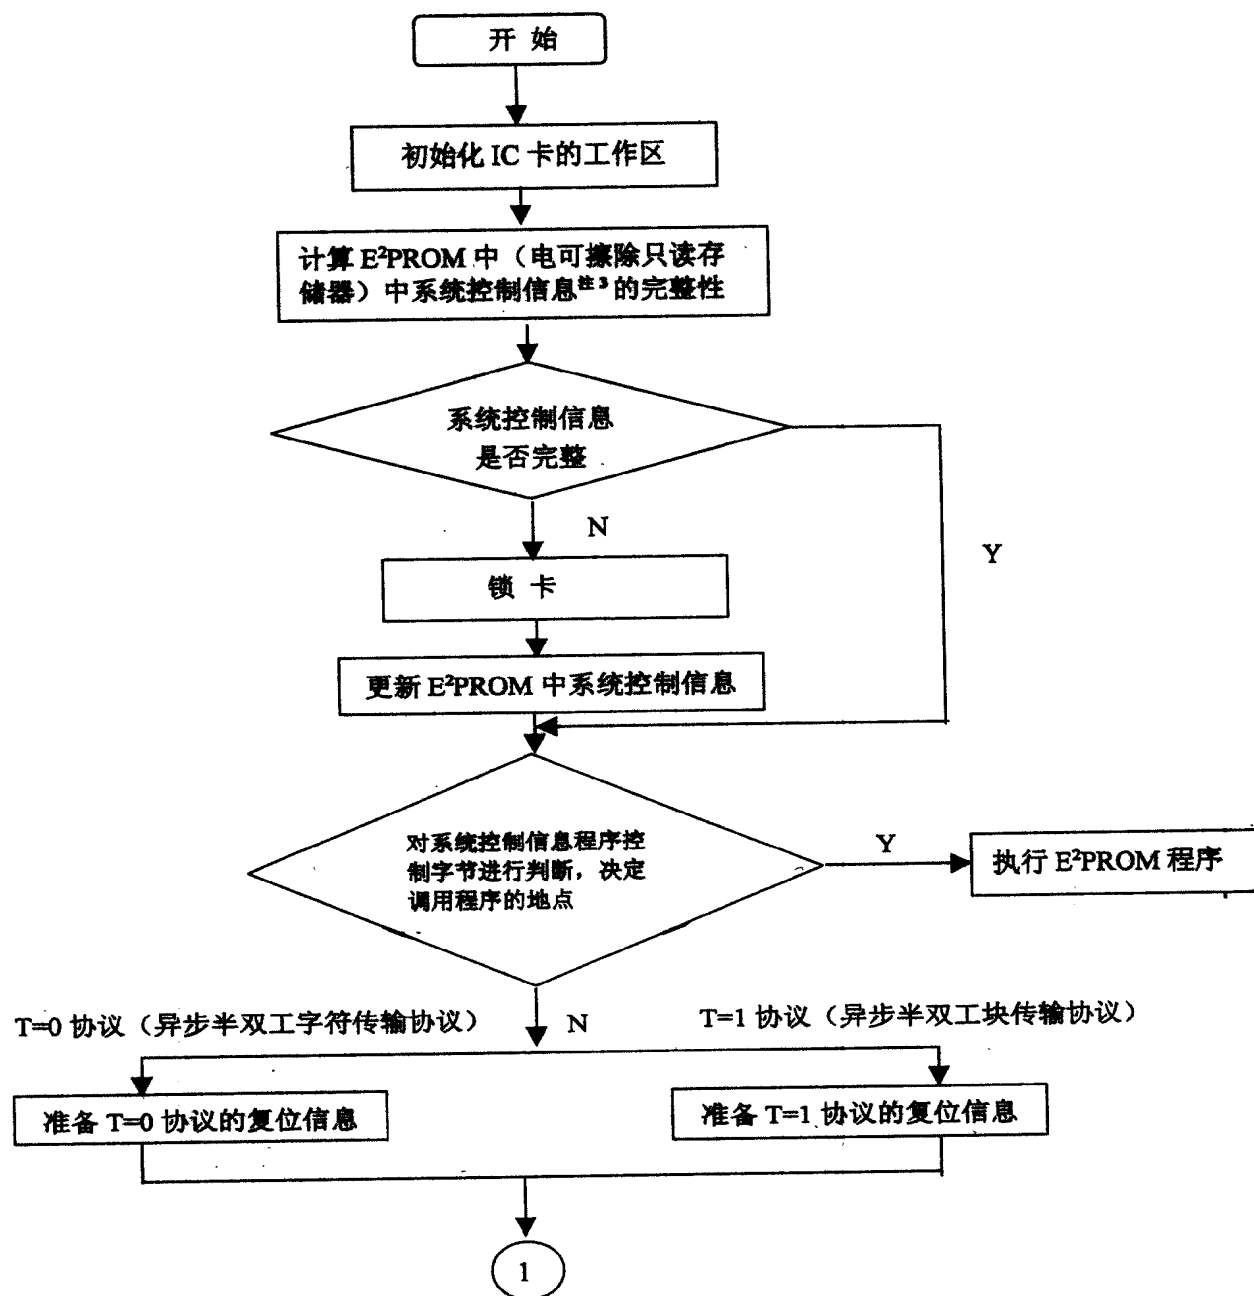 开 始
初始化 IC 卡的工作区
计算 E²PROM 中（电可擦除只读存
储器）中系统控制信息注 3 的完整性
系统控制信息
是否完整
N
Y
锁 卡
更新 E²PROM 中系统控制信息
对系统控制信息程序控
制字节进行判断，决定
调用程序的地点
Y
执行 E²PROM 程序
T=0 协议（异步半双工字符传输协议）
N
T=1 协议（异步半双工块传输协议）
准备 T=0 协议的复位信息
准备 T=1 协议的复位信息
1